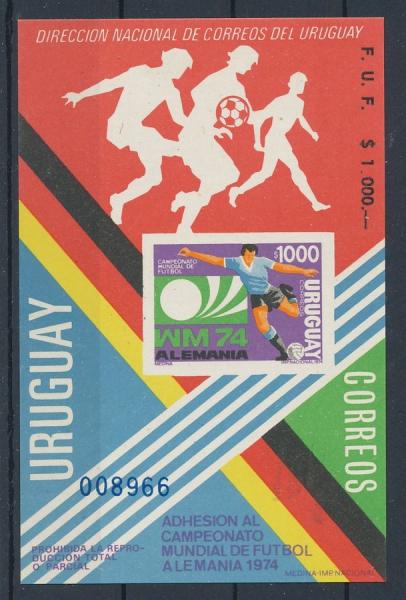 DIRECCION NACIONAL DE CORREOS DEL URUGUAY
F. U. F. $ 1.000.--
CAMPEONATO
MUNDIAL DE
FUTBOL
$1000
WM 74
ALEMANIA
URUGUAY
CORREOS
MEDINA
URUGUAY
CORREOS
008966
ADHESION AL
CAMPEONATO
MUNDIAL DE FUTBOL
ALEMANIA 1974
PROHIBIDA LA REPRO-
DUCCION TOTAL
O PARCIAL
MEDINA-IMP. NACIONAL